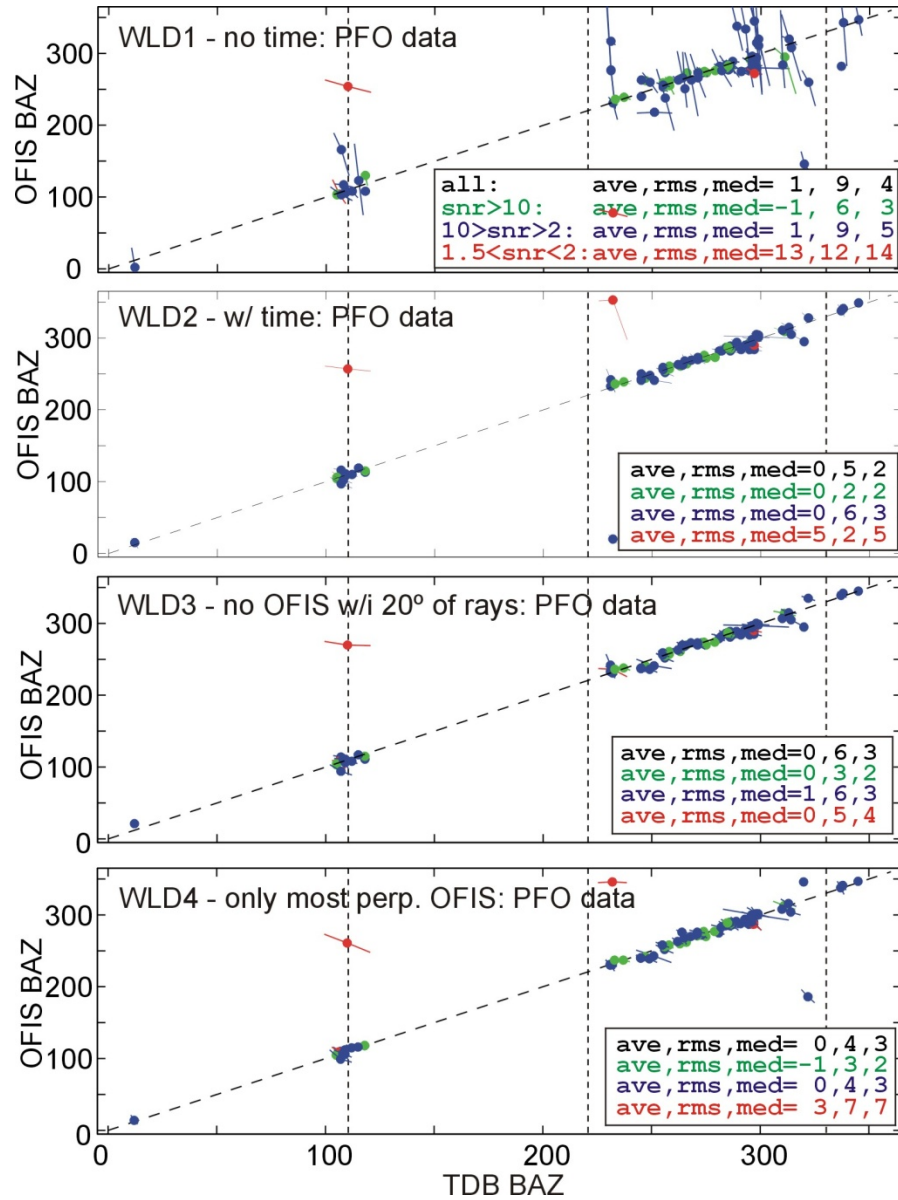 WLD1 - no time: PFO data
OFIS BAZ
300
200
100
0
all: ave,rms,med= 1, 9, 4
snr>10: ave,rms,med=-1, 6, 3
10>snr>2: ave,rms,med= 1, 9, 5
1.5<snr<2:ave,rms,med=13,12,14
WLD2 - w/ time: PFO data
OFIS BAZ
300
200
100
0
ave,rms,med=0,5,2
ave,rms,med=0,2,2
ave,rms,med=0,6,3
ave,rms,med=5,2,5
WLD3 - no OFIS w/i 20º of rays: PFO data
OFIS BAZ
300
200
100
0
ave,rms,med=0,6,3
ave,rms,med=0,3,2
ave,rms,med=1,6,3
ave,rms,med=0,5,4
WLD4 - only most perp. OFIS: PFO data
OFIS BAZ
300
200
100
0
ave,rms,med= 0,4,3
ave,rms,med=-1,3,2
ave,rms,med= 0,4,3
ave,rms,med= 3,7,7
0 100 200 300
TDB BAZ